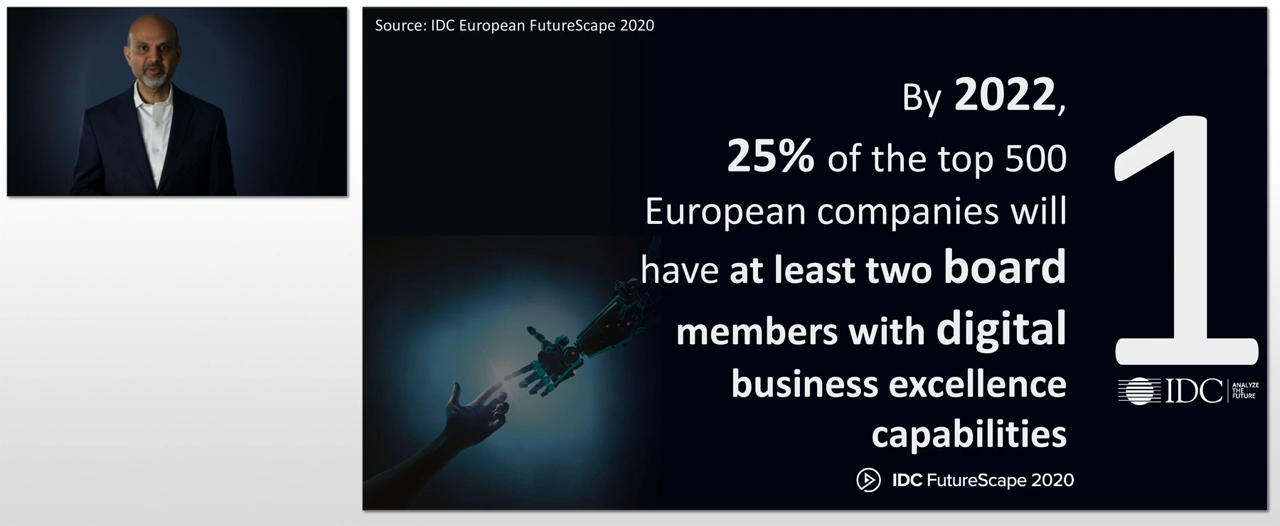 Source: IDC European FutureScape 2020
By 2022,
25% of the top 500
European companies will
have at least two board
members with digital
business excellence
capabilities
1
IDC
ANALYZE
THE
FUTURE
IDC FutureScape 2020